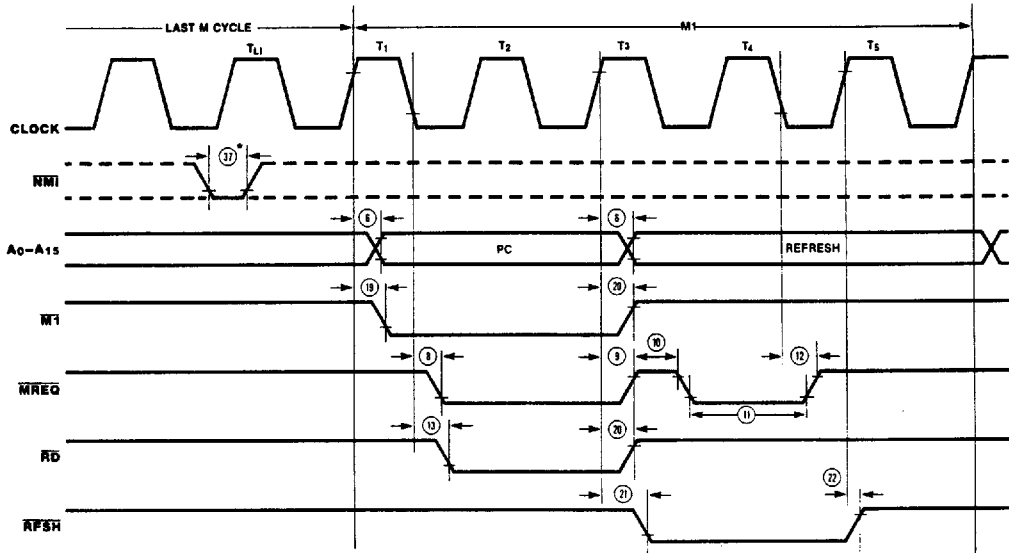 LAST M CYCLE M1
TL1 T1 T2 T3 T4 T5
CLOCK
37*
NMI
6 6
A0–A15 PC REFRESH
19 20
M1
8 9 10 12
MREQ
11
13 20
RD
21 22
RFSH